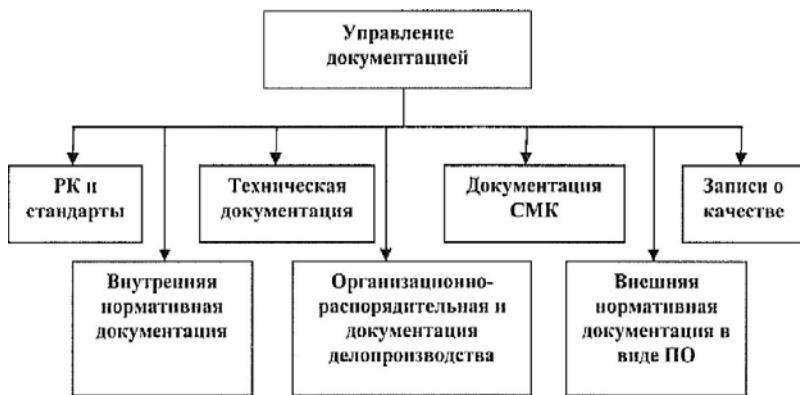 Управление
документацией
РК и
стандарты
Техническая
документация
Документация
СМК
Записи о
качестве
Внутренняя
нормативная
документация
Организационно-
распорядительная и
документация
делопроизводства
Внешняя
нормативная
документация в
виде ПО